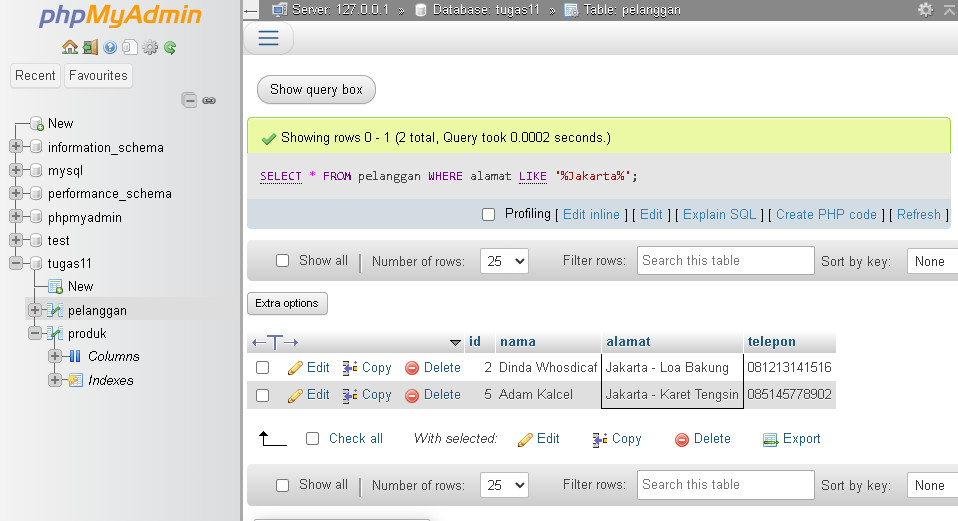 phpMyAdmin
Server: 127.0.0.1 » Database: tugas11 » Table: pelanggan
Recent Favourites
New
information_schema
mysql
performance_schema
phpmyadmin
test
tugas11
New
pelanggan
produk
Columns
Indexes
Show query box
Showing rows 0 - 1 (2 total, Query took 0.0002 seconds.)
SELECT * FROM pelanggan WHERE alamat LIKE '%Jakarta%';
Profiling [ Edit inline ] [ Edit ] [ Explain SQL ] [ Create PHP code ] [ Refresh ]
Show all | Number of rows: 25 Filter rows: Search this table Sort by key: None
Extra options
←T→ id nama alamat telepon
Edit Copy Delete 2 Dinda Whosdicaf Jakarta - Loa Bakung 081213141516
Edit Copy Delete 5 Adam Kalcel Jakarta - Karet Tengsin 085145778902
Check all With selected: Edit Copy Delete Export
Show all | Number of rows: 25 Filter rows: Search this table Sort by key: None